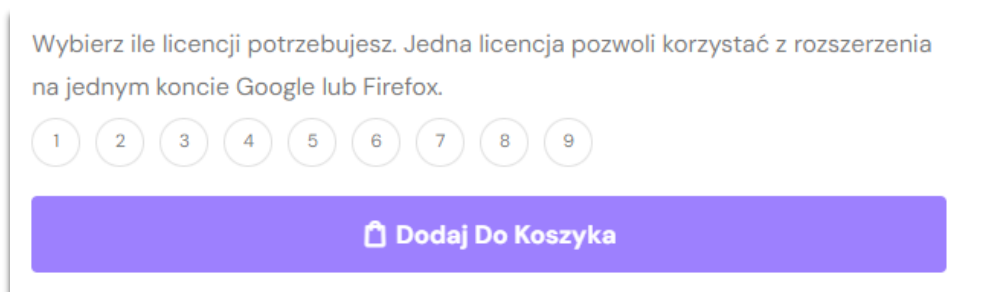 Wybierz ile licencji potrzebujesz. Jedna licencja pozwoli korzystać z rozszerzenia
na jednym koncie Google lub Firefox.
1 2 3 4 5 6 7 8 9
Dodaj Do Koszyka